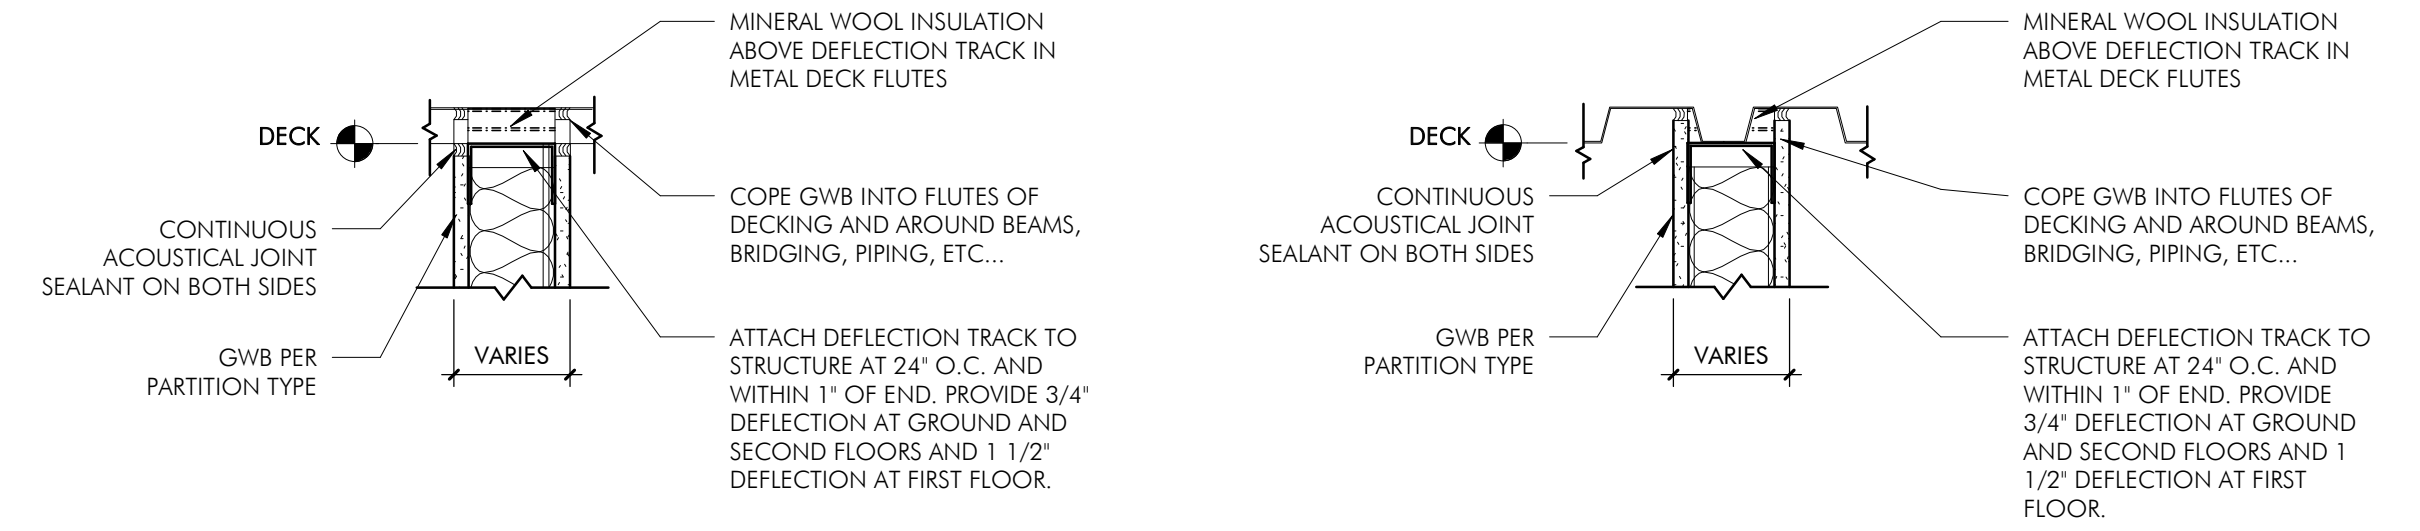 MINERAL WOOL INSULATION
ABOVE DEFLECTION TRACK IN
METAL DECK FLUTES
DECK
CONTINUOUS
ACOUSTICAL JOINT
SEALANT ON BOTH SIDES
COPE GWB INTO FLUTES OF
DECKING AND AROUND BEAMS,
BRIDGING, PIPING, ETC...
GWB PER
PARTITION TYPE
VARIES
ATTACH DEFLECTION TRACK TO
STRUCTURE AT 24" O.C. AND
WITHIN 1" OF END. PROVIDE 3/4"
DEFLECTION AT GROUND AND
SECOND FLOORS AND 1 1/2"
DEFLECTION AT FIRST FLOOR.
MINERAL WOOL INSULATION
ABOVE DEFLECTION TRACK IN
METAL DECK FLUTES
DECK
CONTINUOUS
ACOUSTICAL JOINT
SEALANT ON BOTH SIDES
COPE GWB INTO FLUTES OF
DECKING AND AROUND BEAMS,
BRIDGING, PIPING, ETC...
GWB PER
PARTITION TYPE
VARIES
ATTACH DEFLECTION TRACK TO
STRUCTURE AT 24" O.C. AND
WITHIN 1" OF END. PROVIDE
3/4" DEFLECTION AT GROUND
AND SECOND FLOORS AND 1
1/2" DEFLECTION AT FIRST
FLOOR.